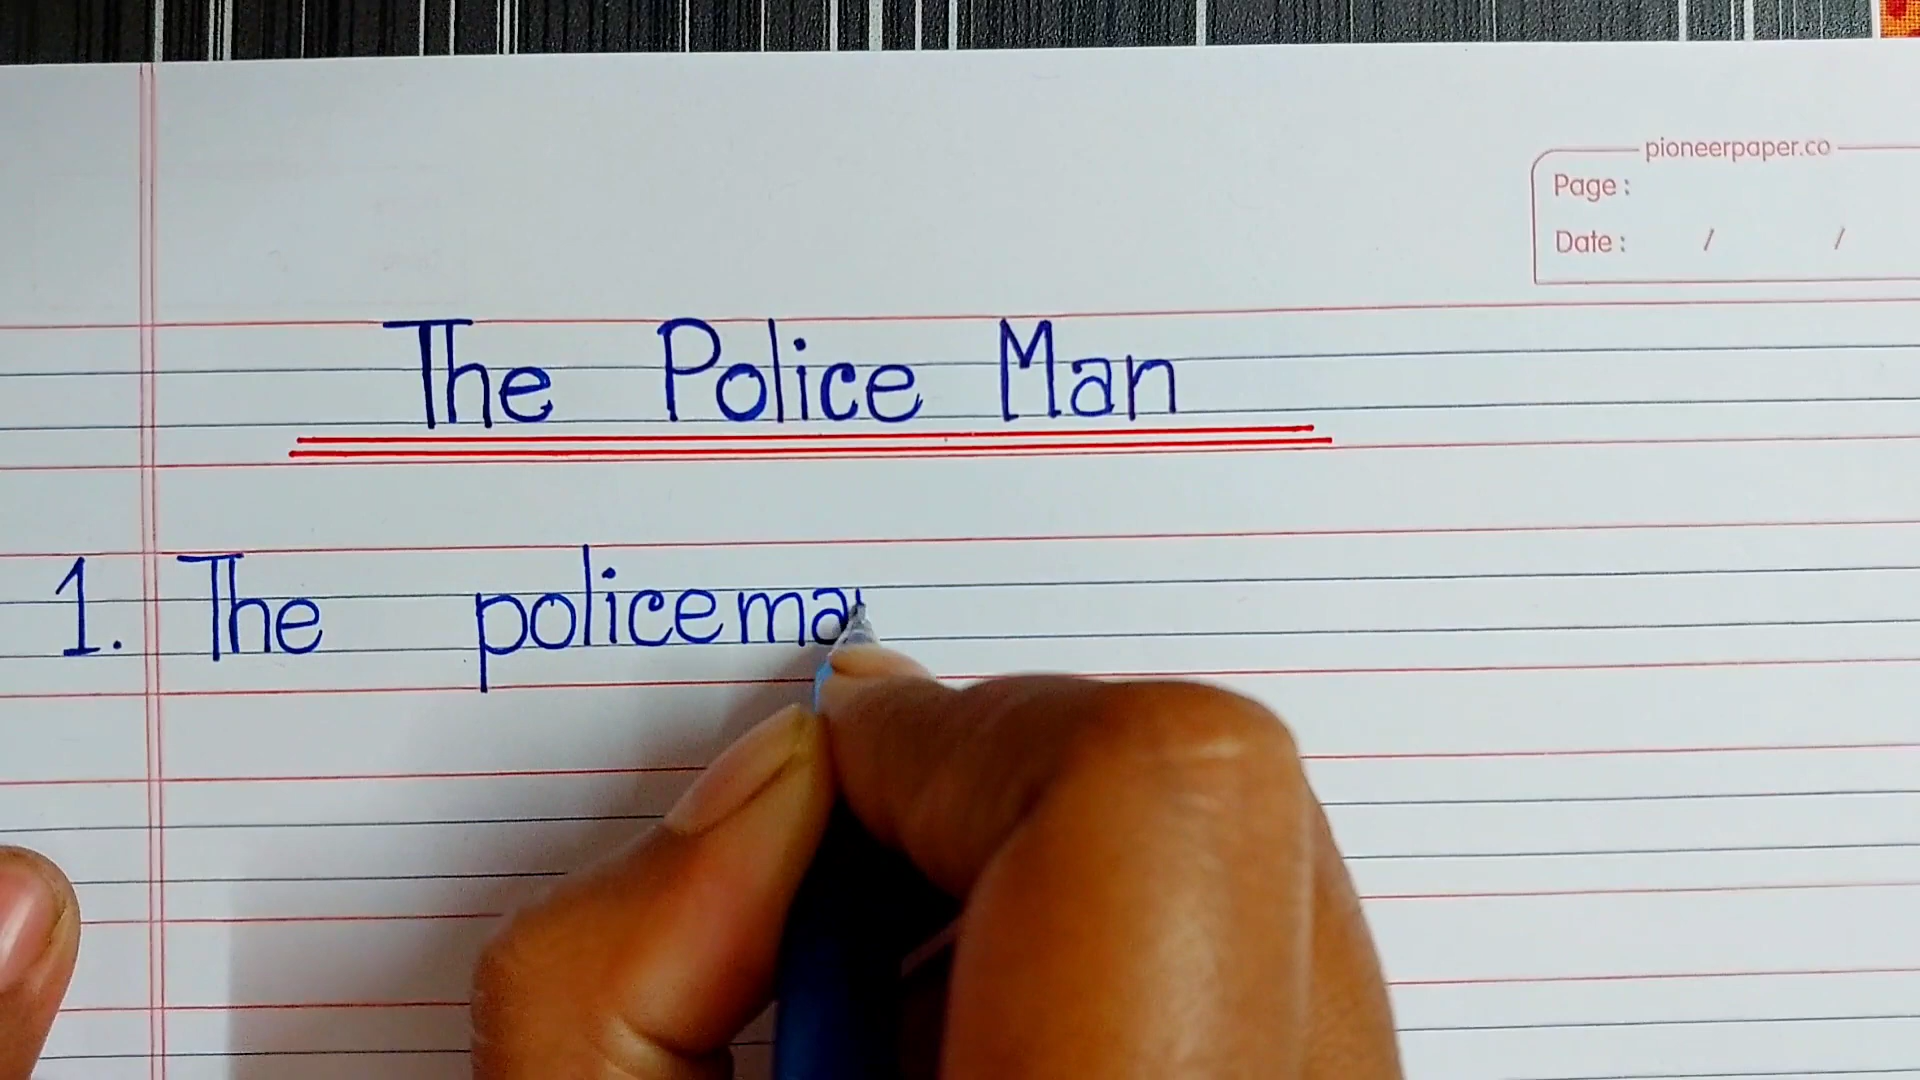 pioneerpaper.co
Page :
Date : / /
The Police Man
1. The policema